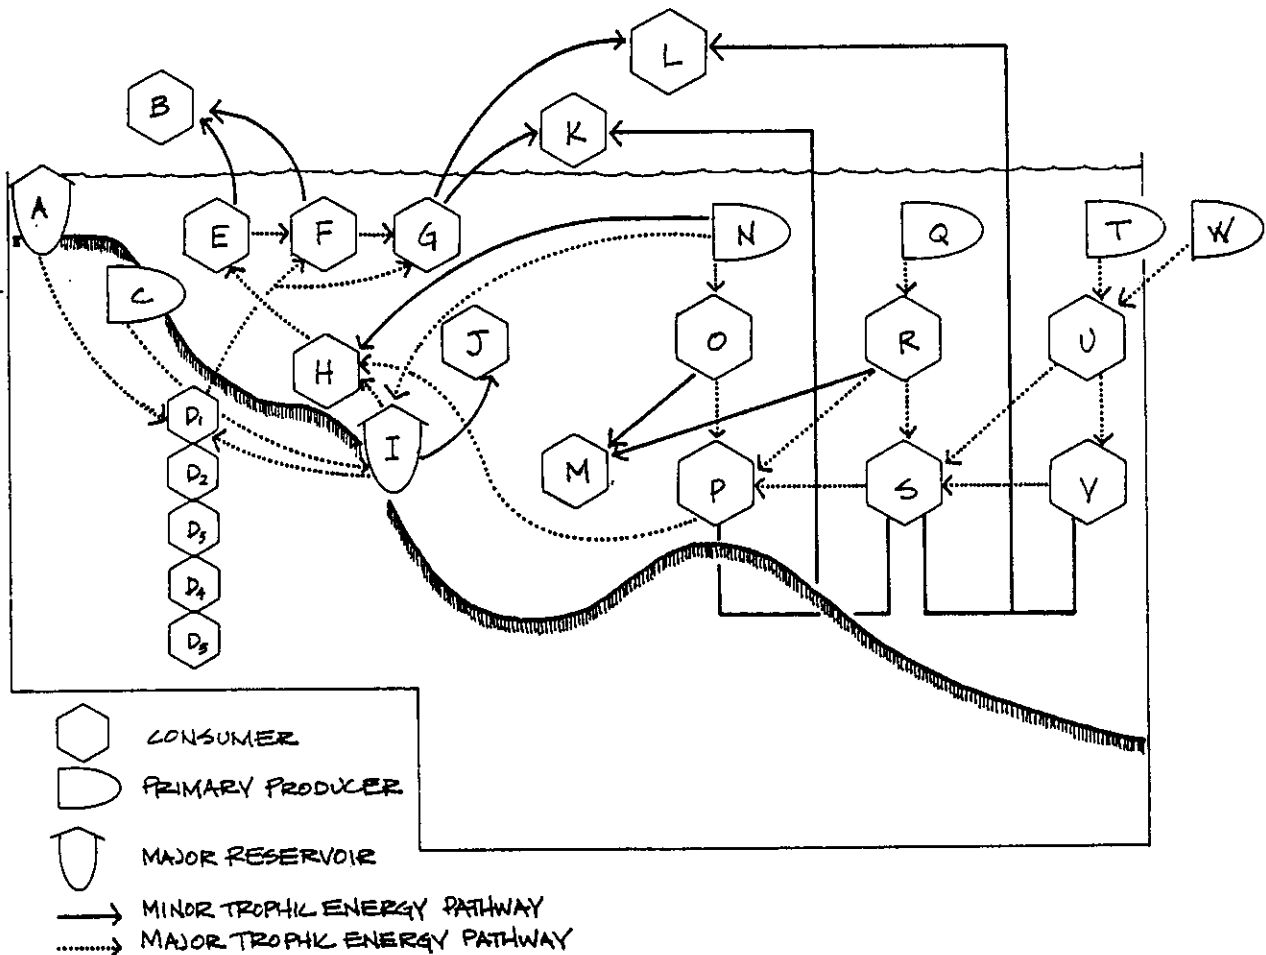 L
B
K
A
E
F
G
N
Q
T
W
C
H
J
O
R
U
D1
I
D2
M
P
S
V
D3
D4
D5
CONSUMER
PRIMARY PRODUCER
MAJOR RESERVOIR
MINOR TROPHIC ENERGY PATHWAY
MAJOR TROPHIC ENERGY PATHWAY